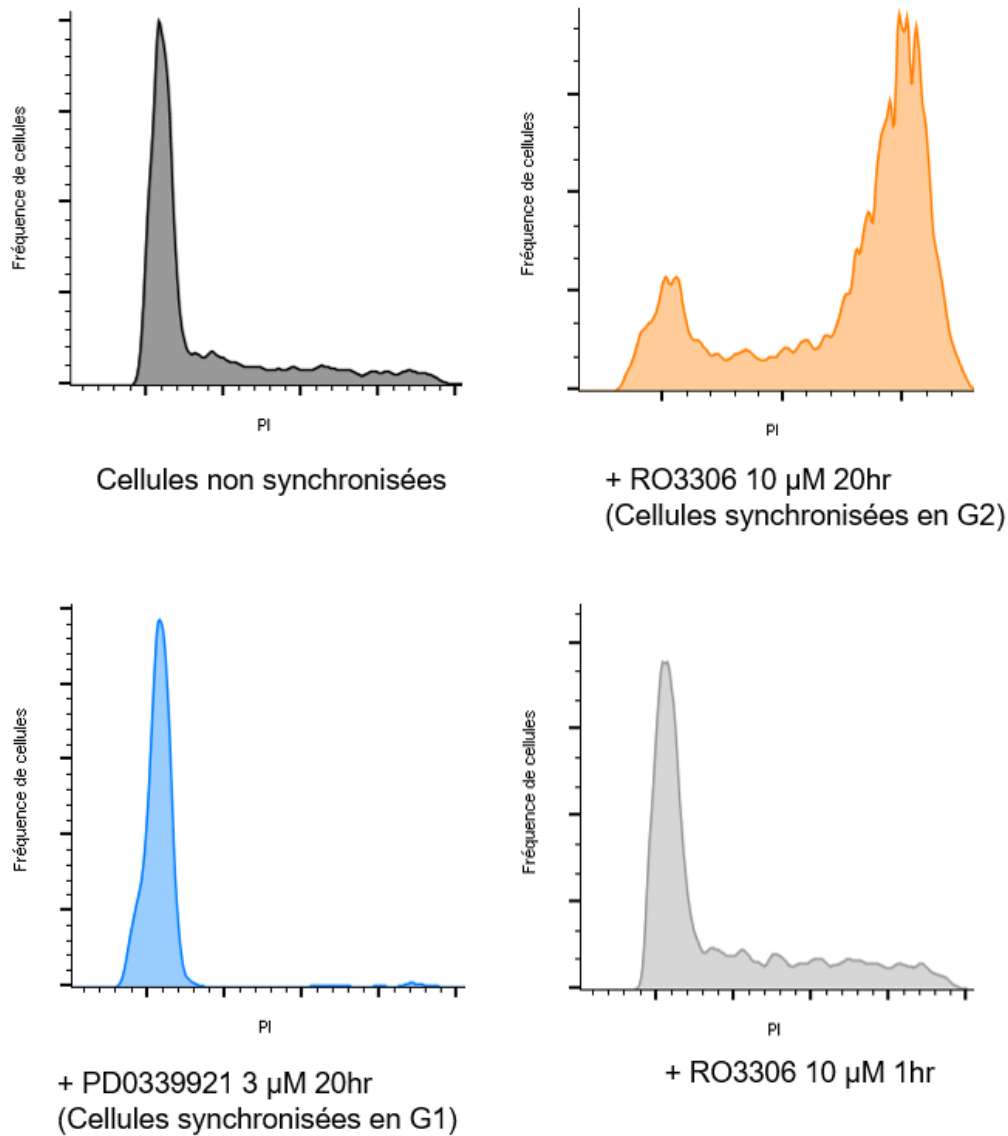 Fréquence de cellules
PI
Cellules non synchronisées
Fréquence de cellules
PI
+ RO3306 10 µM 20hr
(Cellules synchronisées en G2)
Fréquence de cellules
PI
+ PD0339921 3 µM 20hr
(Cellules synchronisées en G1)
Fréquence de cellules
PI
+ RO3306 10 µM 1hr